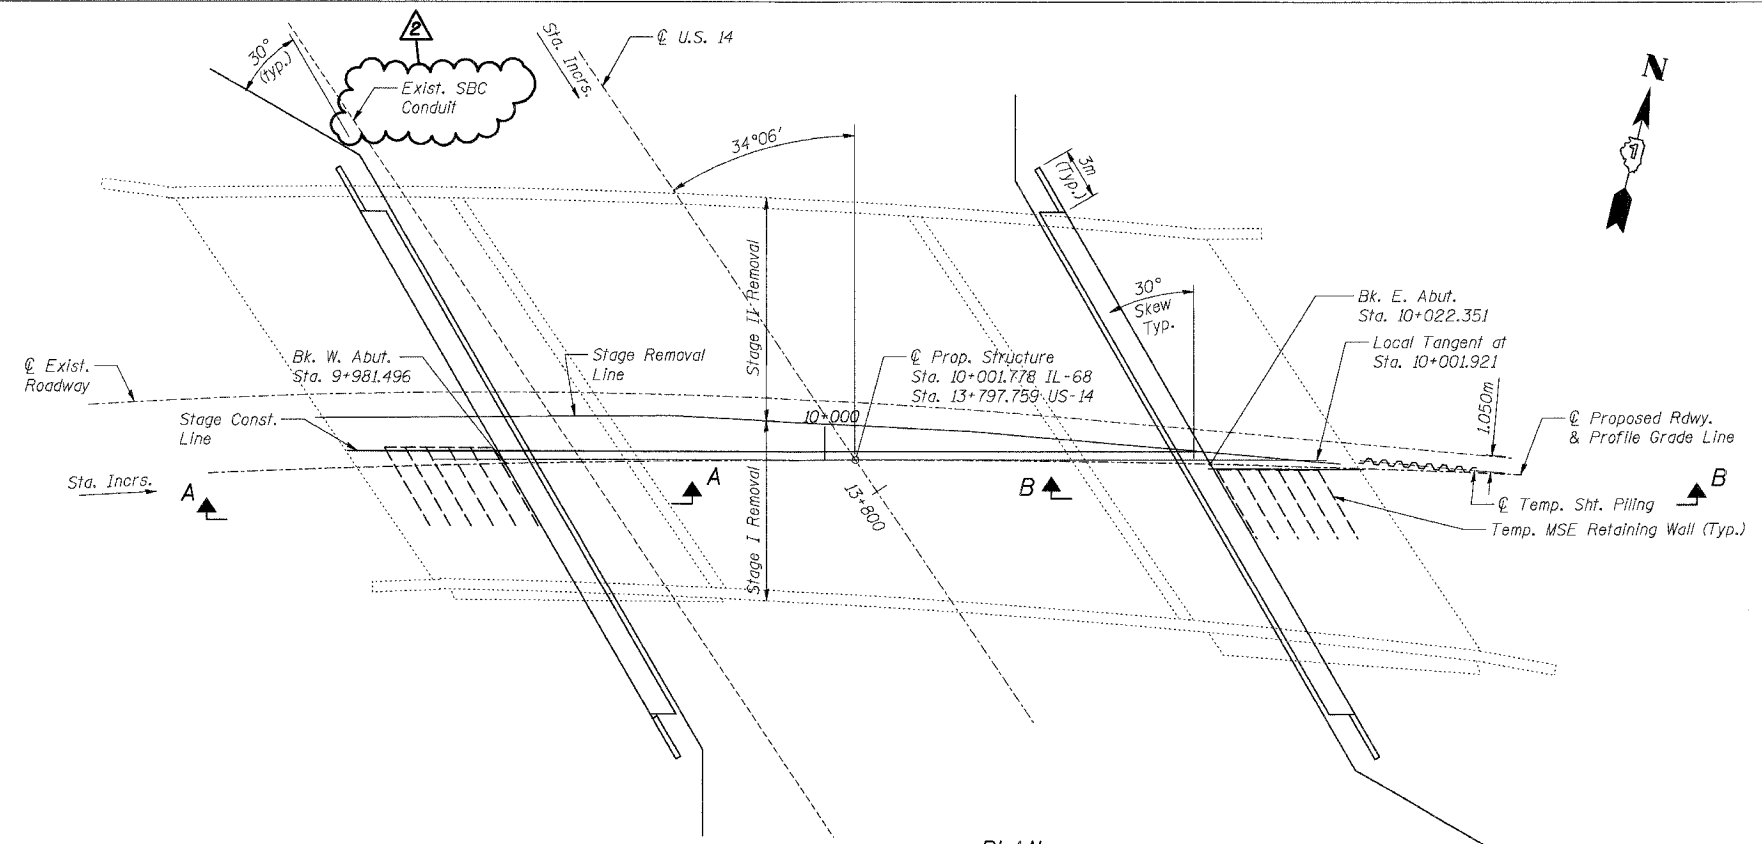 2
30°
(typ.)
Exist. SBC
Conduit
Sta. Incrs.
℄ U.S. 14
34°06'
3m
(Typ.)
N
1
Stage II Removal
30°
Skew
Typ.
Bk. E. Abut.
Sta. 10+022.351
Local Tangent at
Sta. 10+001.921
℄ Exist.
Roadway
Bk. W. Abut.
Sta. 9+981.496
Stage Removal
Line
℄ Prop. Structure
Sta. 10+001.778 IL-68
Sta. 13+797.759 US-14
1.050m
Stage Const.
Line
10+000
℄ Proposed Rdwy.
& Profile Grade Line
Sta. Incrs.
A
A
B
B
13+800
℄ Temp. Sht. Piling
Temp. MSE Retaining Wall (Typ.)
Stage I Removal
PLAN